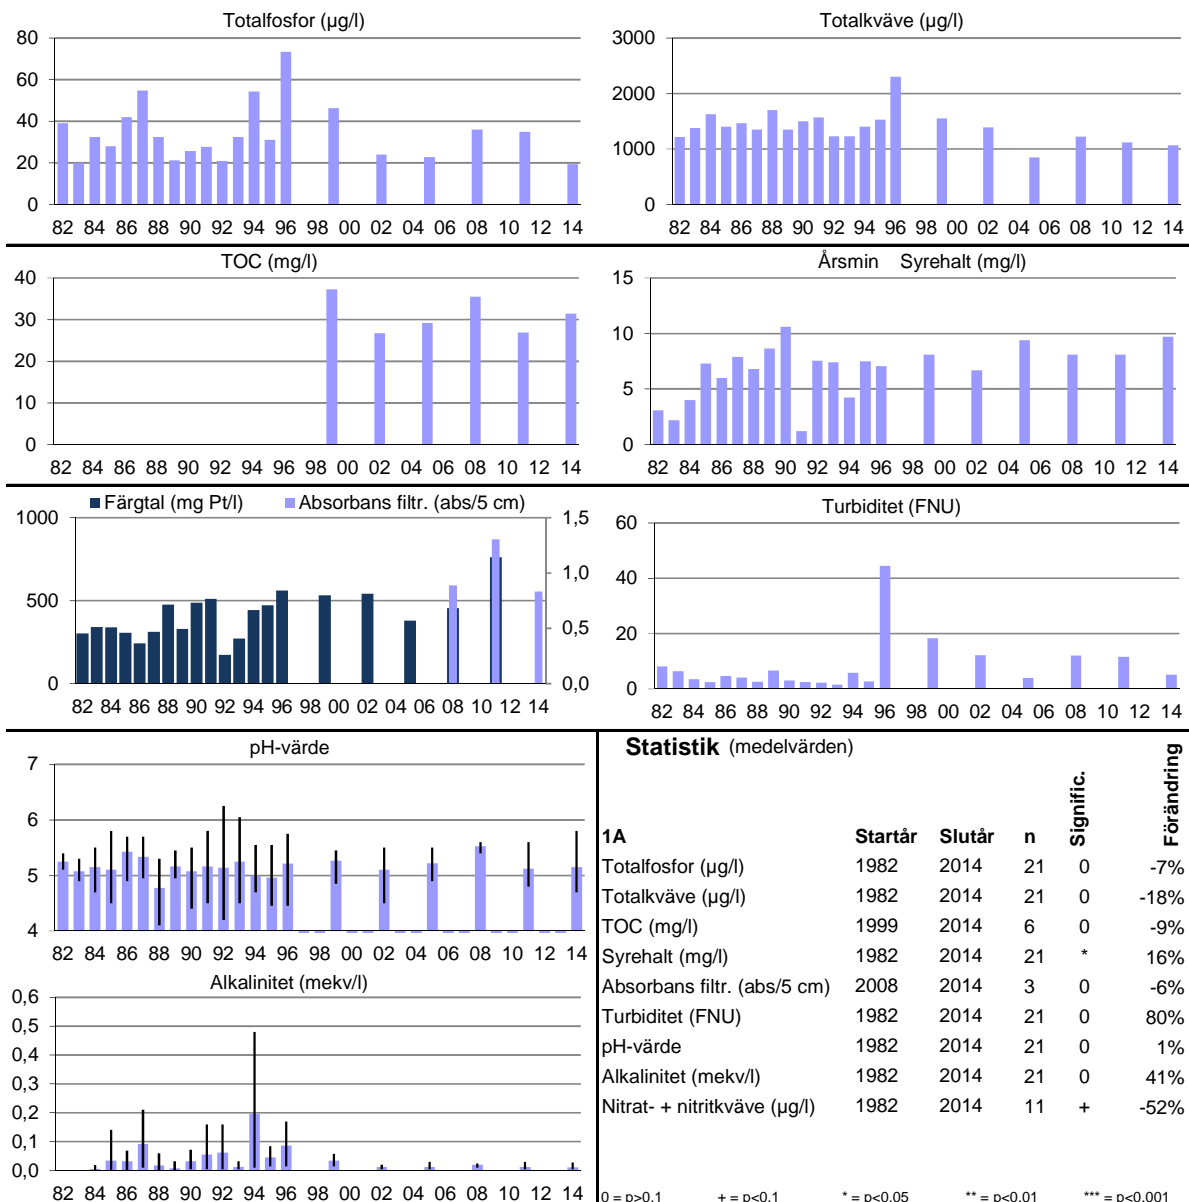 Totalfosfor (µg/l)
80
60
40
20
0
82 84 86 88 90 92 94 96 98 00 02 04 06 08 10 12 14
Totalkväve (µg/l)
3000
2000
1000
0
82 84 86 88 90 92 94 96 98 00 02 04 06 08 10 12 14
TOC (mg/l)
40
30
20
10
0
82 84 86 88 90 92 94 96 98 00 02 04 06 08 10 12 14
Årsmin Syrehalt (mg/l)
15
10
5
0
82 84 86 88 90 92 94 96 98 00 02 04 06 08 10 12 14
Färgtal (mg Pt/l) Absorbans filtr. (abs/5 cm)
1000
500
0
1,5
1,0
0,5
0,0
82 84 86 88 90 92 94 96 98 00 02 04 06 08 10 12 14
Turbiditet (FNU)
60
40
20
0
82 84 86 88 90 92 94 96 98 00 02 04 06 08 10 12 14
pH-värde
7
6
5
4
82 84 86 88 90 92 94 96 98 00 02 04 06 08 10 12 14
Alkalinitet (mekv/l)
0,6
0,5
0,4
0,3
0,2
0,1
0,0
82 84 86 88 90 92 94 96 98 00 02 04 06 08 10 12 14
Statistik (medelvärden)
1A Startår Slutår n Signific. Förändring
Totalfosfor (µg/l) 1982 2014 21 0 -7%
Totalkväve (µg/l) 1982 2014 21 0 -18%
TOC (mg/l) 1999 2014 6 0 -9%
Syrehalt (mg/l) 1982 2014 21 * 16%
Absorbans filtr. (abs/5 cm) 2008 2014 3 0 -6%
Turbiditet (FNU) 1982 2014 21 0 80%
pH-värde 1982 2014 21 0 1%
Alkalinitet (mekv/l) 1982 2014 21 0 41%
Nitrat- + nitritkväve (µg/l) 1982 2014 11 + -52%
0 = p>0,1 + = p<0,1 * = p<0,05 ** = p<0,01 *** = p<0,001